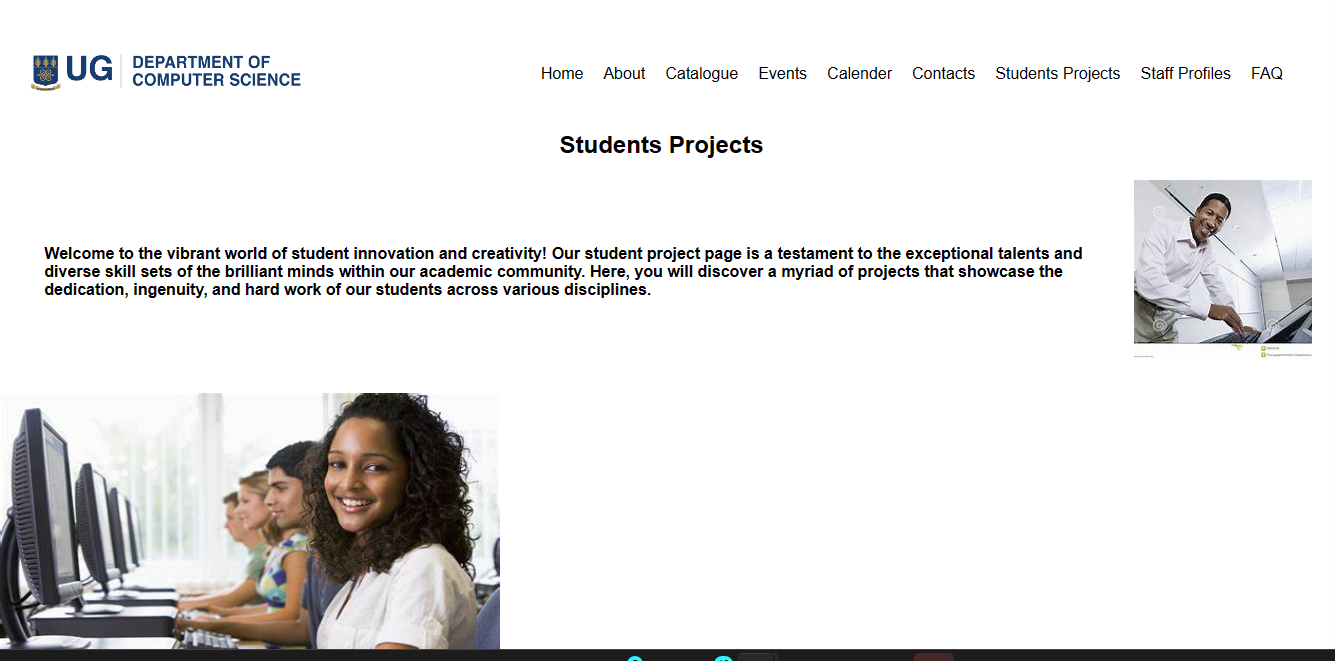 UG
DEPARTMENT OF
COMPUTER SCIENCE
Home About Catalogue Events Calender Contacts Students Projects Staff Profiles FAQ
Students Projects
Welcome to the vibrant world of student innovation and creativity! Our student project page is a testament to the exceptional talents and
diverse skill sets of the brilliant minds within our academic community. Here, you will discover a myriad of projects that showcase the
dedication, ingenuity, and hard work of our students across various disciplines.